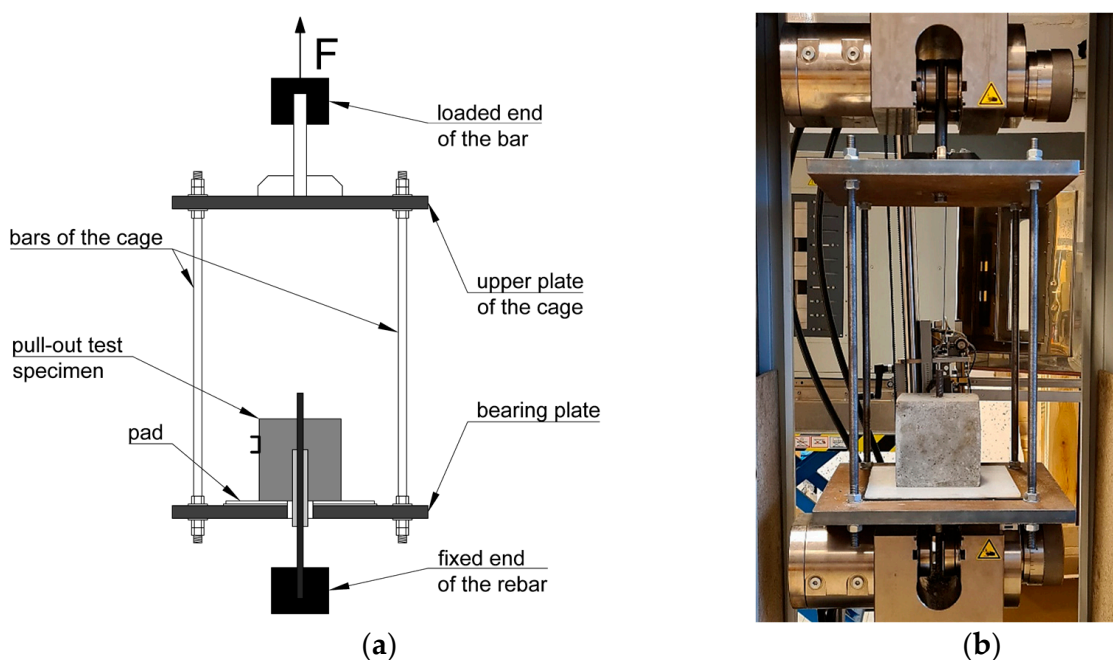 F
loaded end
of the bar
bars of the cage
upper plate
of the cage
pull-out test
specimen
bearing plate
pad
fixed end
of the rebar
(a)
(b)